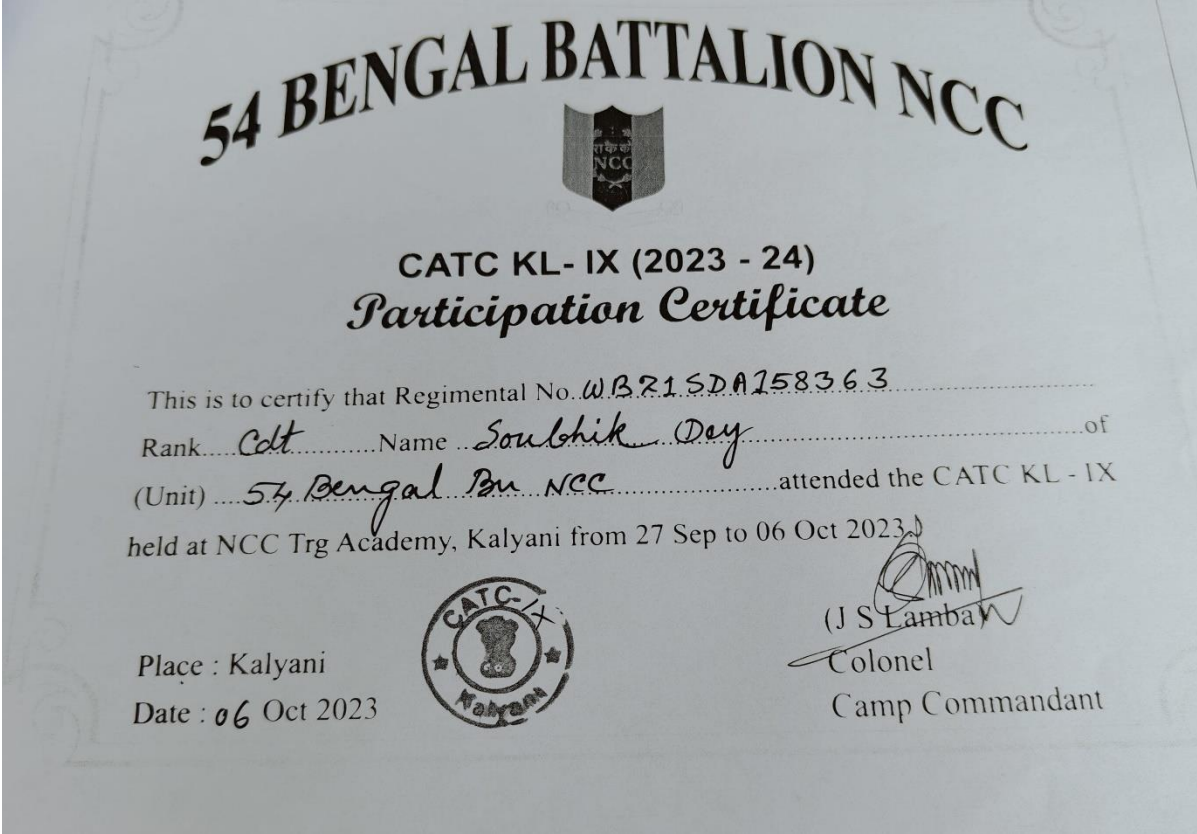 54 BENGAL BATTALION NCC
रा कै को
NCC
CATC KL- IX (2023 - 24)
Participation Certificate
This is to certify that Regimental No. WB21SDA158363
Rank.....Cdt............Name ...Soubhik Dey..................of
(Unit) ....54 Bengal Bn NCC....................attended the CATC KL - IX
held at NCC Trg Academy, Kalyani from 27 Sep to 06 Oct 2023.
(J S Lamba)
Colonel
Camp Commandant
CATC-IX
Kalyani
Place : Kalyani
Date : 06 Oct 2023